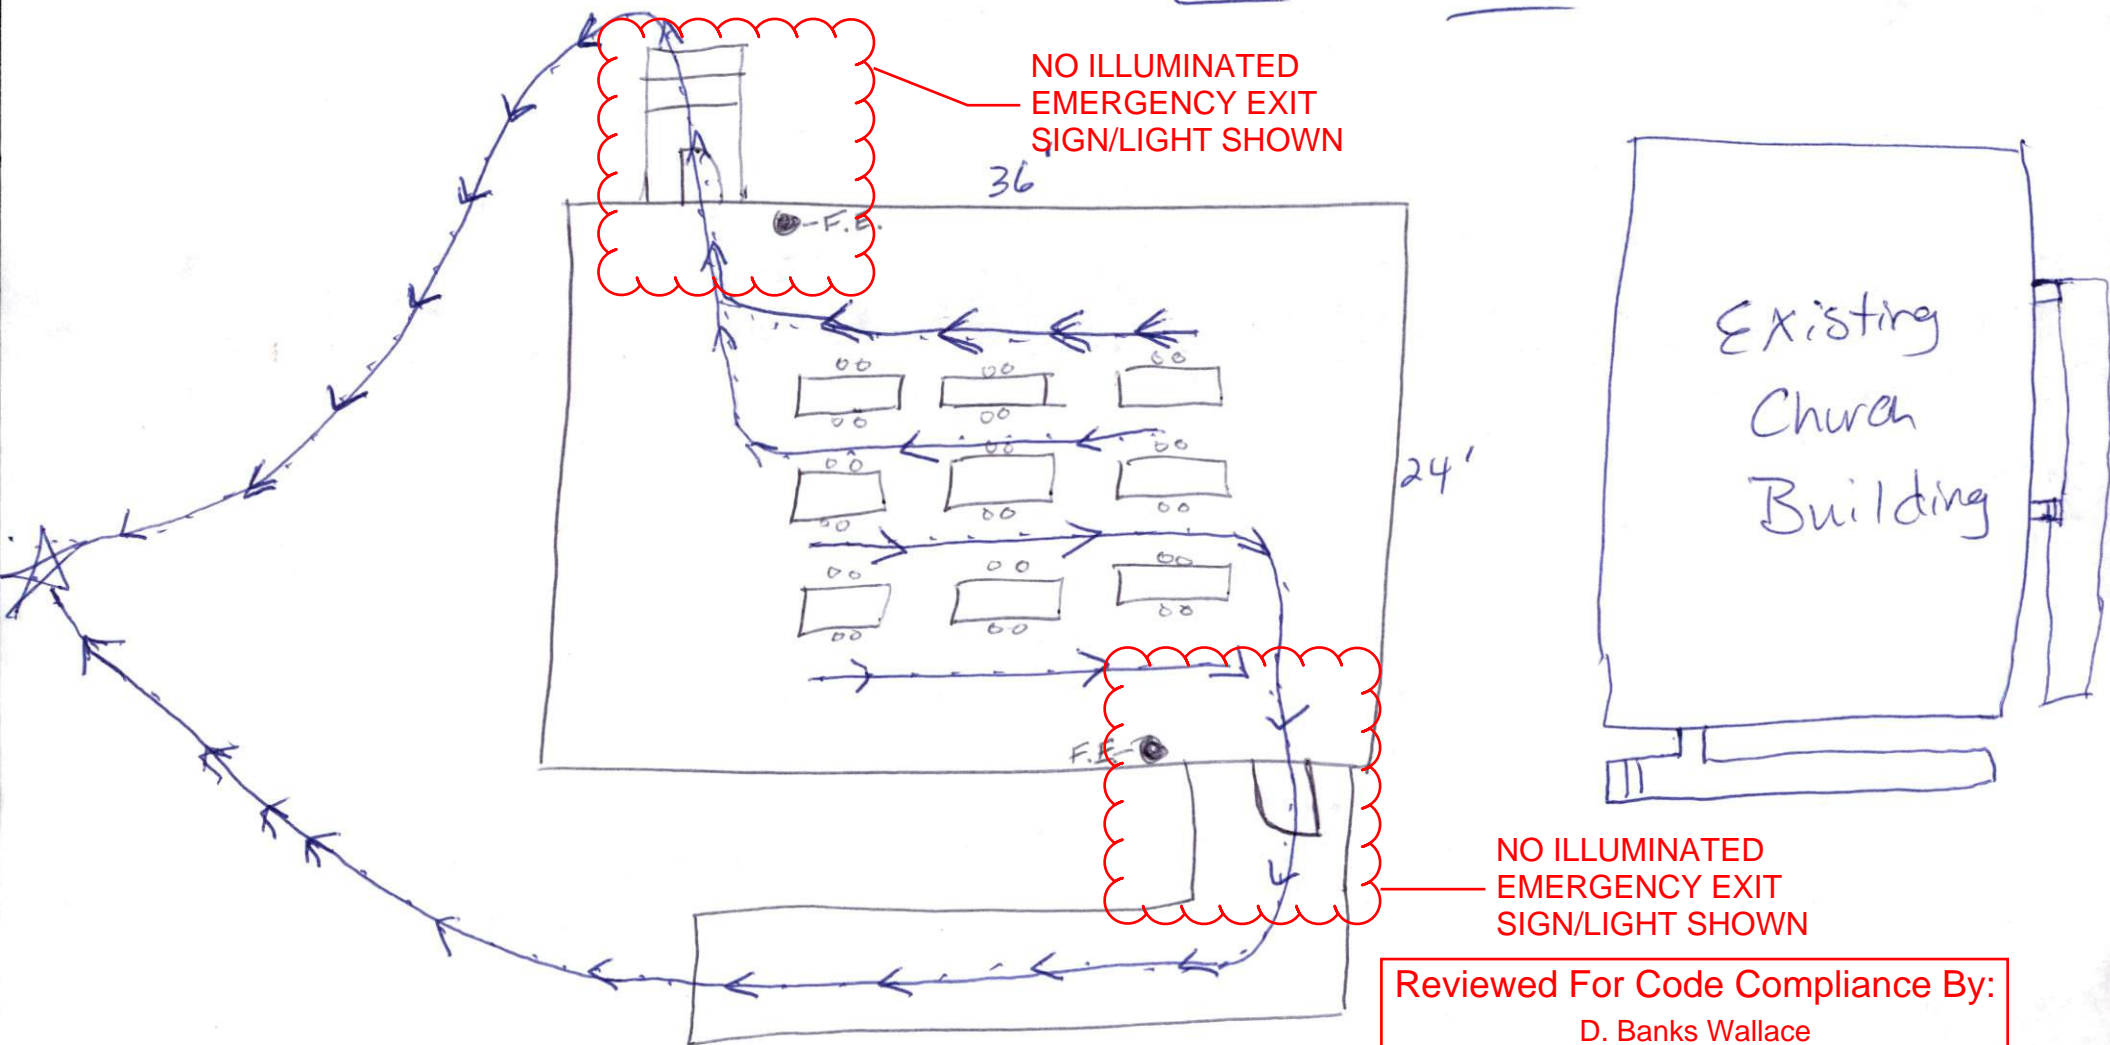 NO ILLUMINATED
EMERGENCY EXIT
SIGN/LIGHT SHOWN
36'
F.E.
Existing
Church
Building
24'
F.E.
NO ILLUMINATED
EMERGENCY EXIT
SIGN/LIGHT SHOWN
Reviewed For Code Compliance By:
D. Banks Wallace